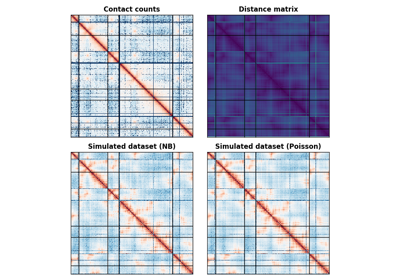 Contact counts
Distance matrix
Simulated dataset (NB)
Simulated dataset (Poisson)